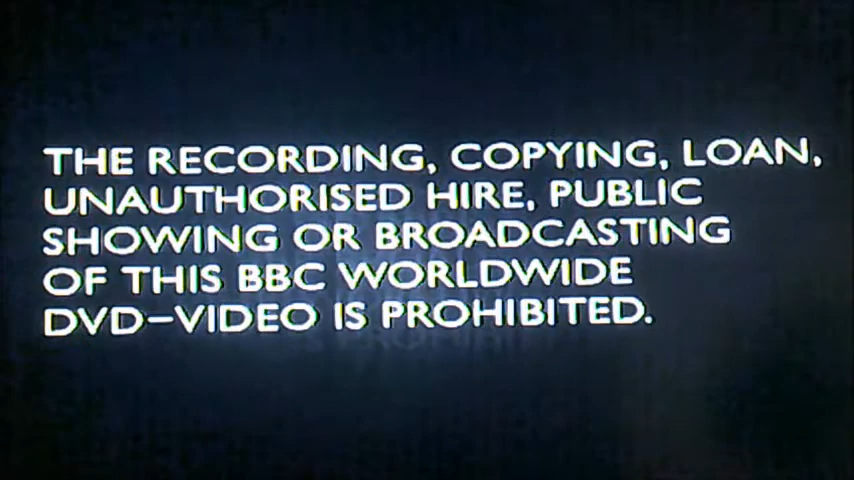 THE RECORDING, COPYING, LOAN,
UNAUTHORISED HIRE, PUBLIC
SHOWING OR BROADCASTING
OF THIS BBC WORLDWIDE
DVD-VIDEO IS PROHIBITED.